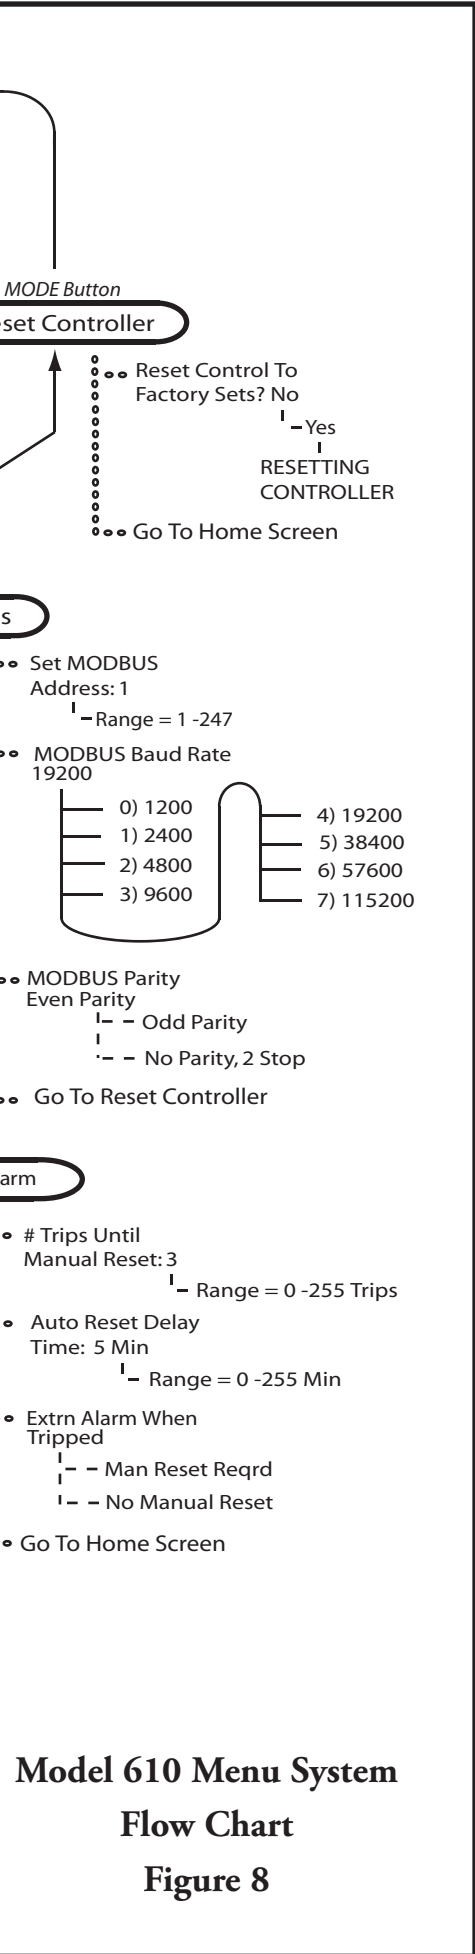 MODE Button
eset Controller
Reset Control To
Factory Sets? No
Yes
RESETTING
CONTROLLER
Go To Home Screen
s
Set MODBUS
Address: 1
Range = 1 -247
MODBUS Baud Rate
19200
0) 1200
1) 2400
2) 4800
3) 9600
4) 19200
5) 38400
6) 57600
7) 115200
MODBUS Parity
Even Parity
Odd Parity
No Parity, 2 Stop
Go To Reset Controller
arm
# Trips Until
Manual Reset: 3
Range = 0 -255 Trips
Auto Reset Delay
Time: 5 Min
Range = 0 -255 Min
Extrn Alarm When
Tripped
Man Reset Reqrd
No Manual Reset
Go To Home Screen
Model 610 Menu System
Flow Chart
Figure 8